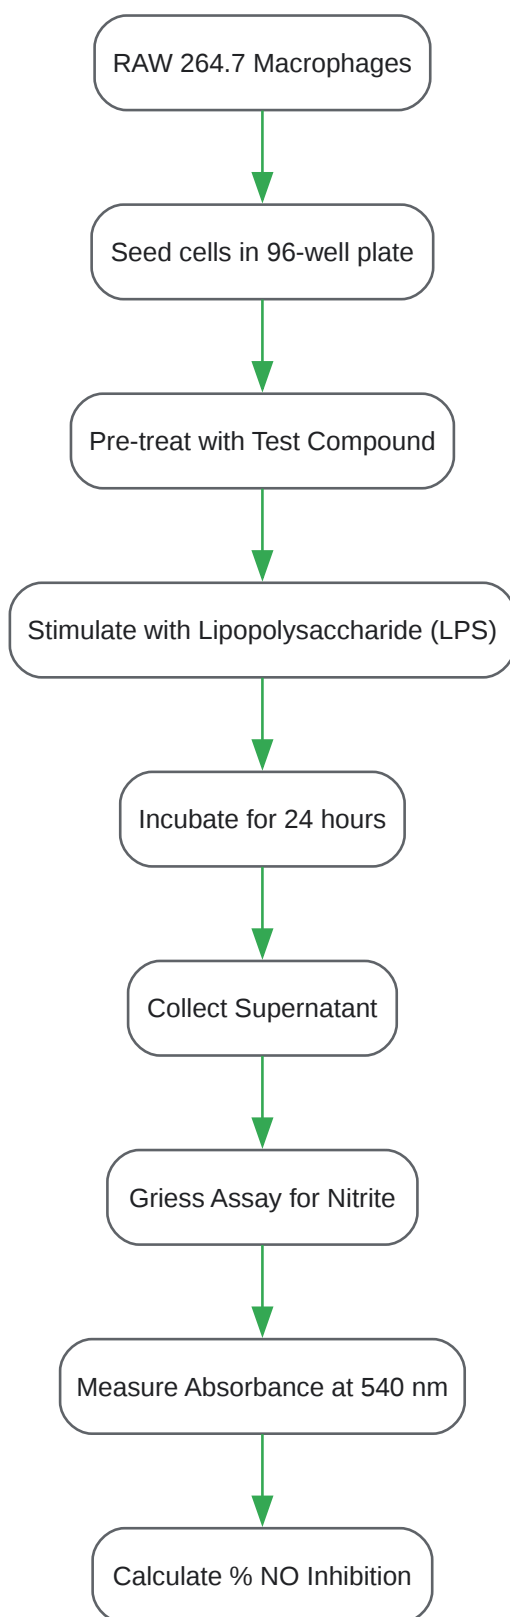 RAW 264.7 Macrophages
Seed cells in 96-well plate
Pre-treat with Test Compound
Stimulate with Lipopolysaccharide (LPS)
Incubate for 24 hours
Collect Supernatant
Griess Assay for Nitrite
Measure Absorbance at 540 nm
Calculate % NO Inhibition